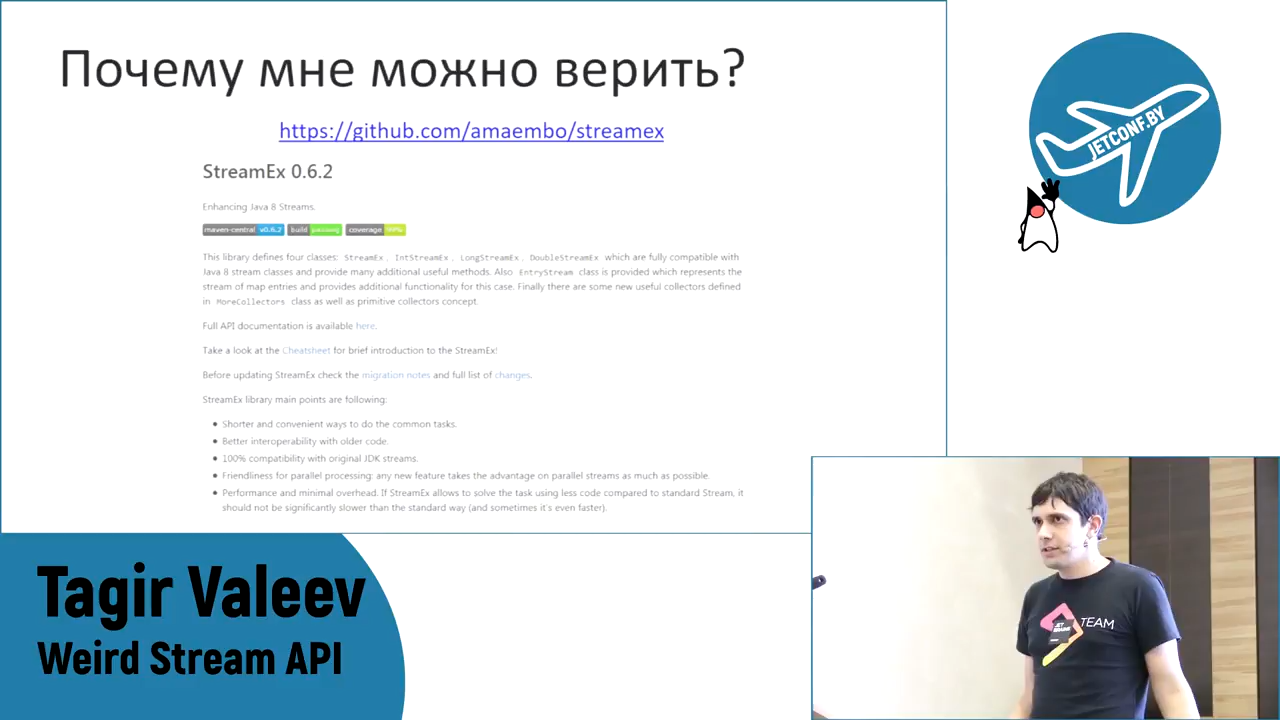 Почему мне можно верить?
https://github.com/amaembo/streamex
StreamEx 0.6.2
Enhancing Java 8 Streams.
maven-central v0.6.2 build passing coverage 99%
This library defines four classes: StreamEx, IntStreamEx, LongStreamEx, DoubleStreamEx which are fully compatible with
Java 8 stream classes and provide many additional useful methods. Also EntryStream class is provided which represents the
stream of map entries and provides additional functionality for this case. Finally there are some new useful collectors defined
in MoreCollectors class as well as primitive collectors concept.
Full API documentation is available here.
Take a look at the Cheatsheet for brief introduction to the StreamEx!
Before updating StreamEx check the migration notes and full list of changes.
StreamEx library main points are following:
• Shorter and convenient ways to do the common tasks.
• Better interoperability with older code.
• 100% compatibility with original JDK streams.
• Friendliness for parallel processing: any new feature takes the advantage on parallel streams as much as possible.
• Performance and minimal overhead. If StreamEx allows to solve the task using less code compared to standard Stream, it
should not be significantly slower than the standard way (and sometimes it's even faster).
JETCONF.BY
Tagir Valeev
Weird Stream API
JET
BRAINS
TEAM